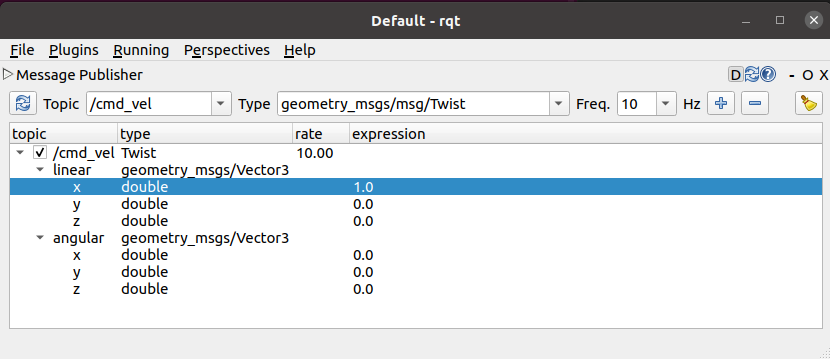 Default - rqt
File Plugins Running Perspectives Help
Message Publisher D - O X
Topic /cmd_vel Type geometry_msgs/msg/Twist Freq. 10 Hz
topic type rate expression
/cmd_vel Twist 10.00
linear geometry_msgs/Vector3
x double 1.0
y double 0.0
z double 0.0
angular geometry_msgs/Vector3
x double 0.0
y double 0.0
z double 0.0